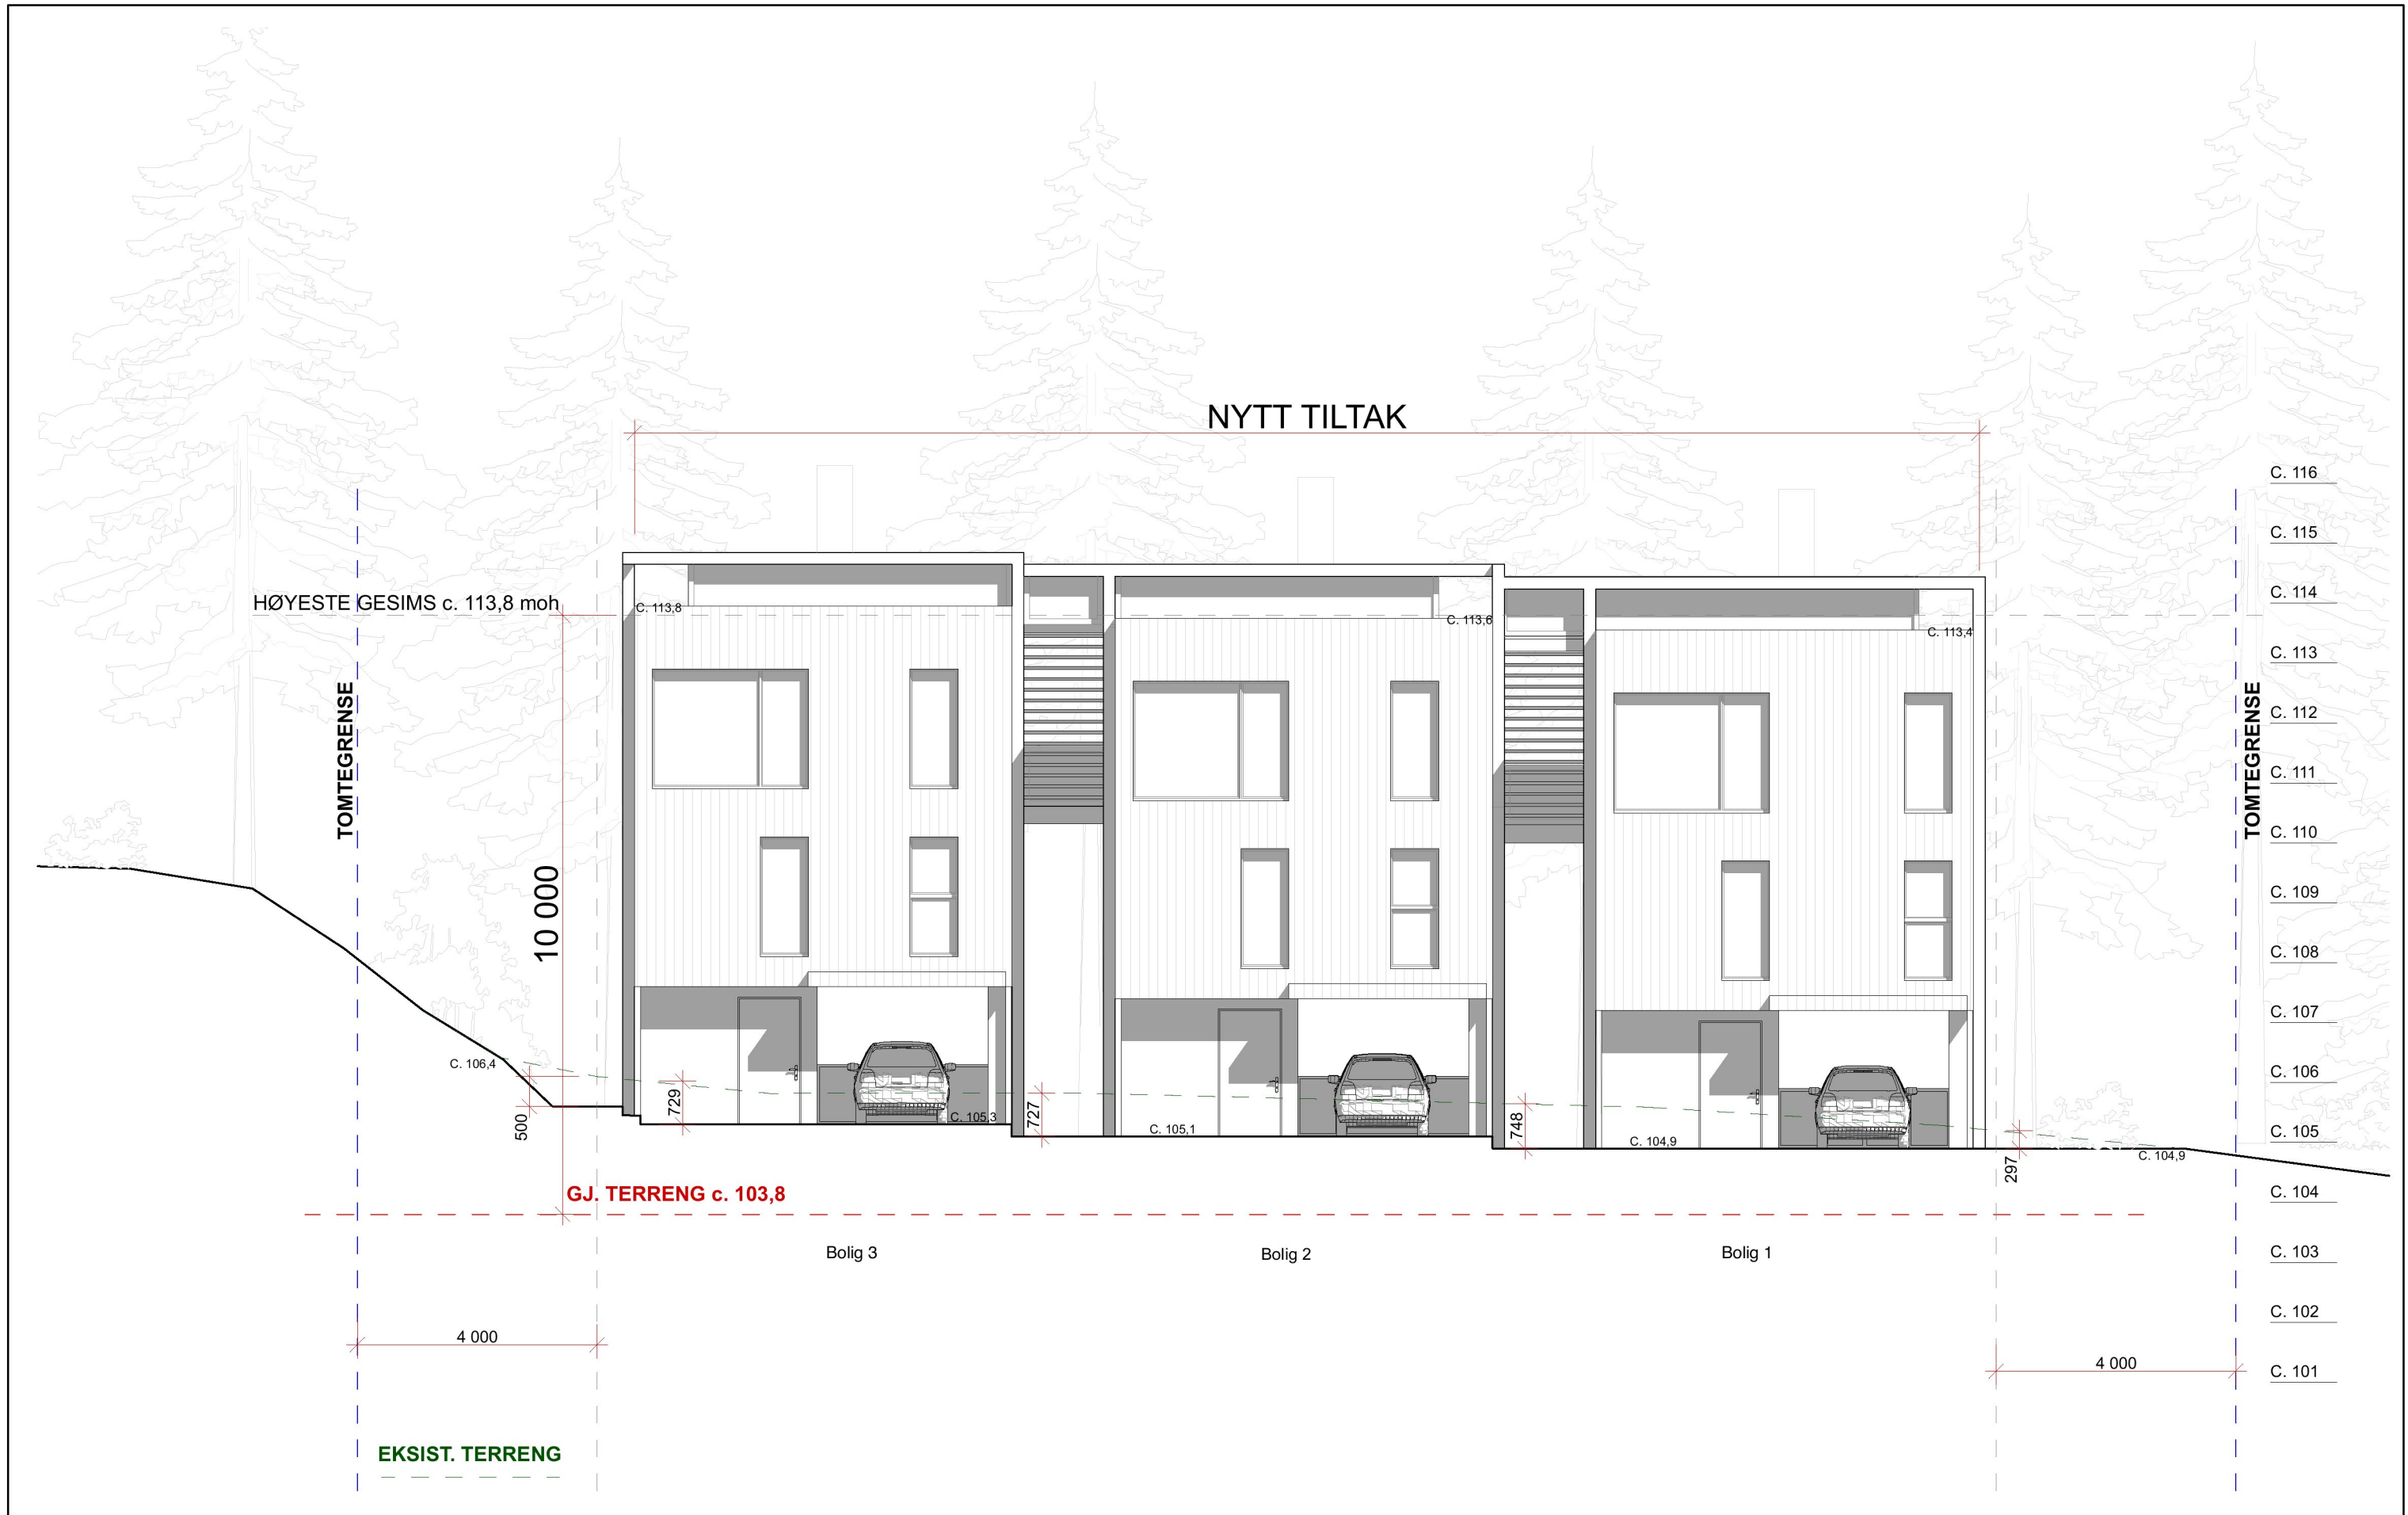 NYTT TILTAK
C. 116
C. 115
C. 114
HØYESTE GESIMS c. 113,8 moh
C. 113,8
C. 113,6
C. 113,4
C. 113
TOMTEGRENSE
TOMTEGRENSE
C. 112
C. 111
C. 110
10 000
C. 109
C. 108
C. 107
C. 106,4
C. 106
500
729
C. 105,3
727
C. 105,1
748
C. 104,9
297
C. 105
C. 104,9
GJ. TERRENG c. 103,8
C. 104
Bolig 3
Bolig 2
Bolig 1
C. 103
C. 102
4 000
4 000
C. 101
EKSIST. TERRENG